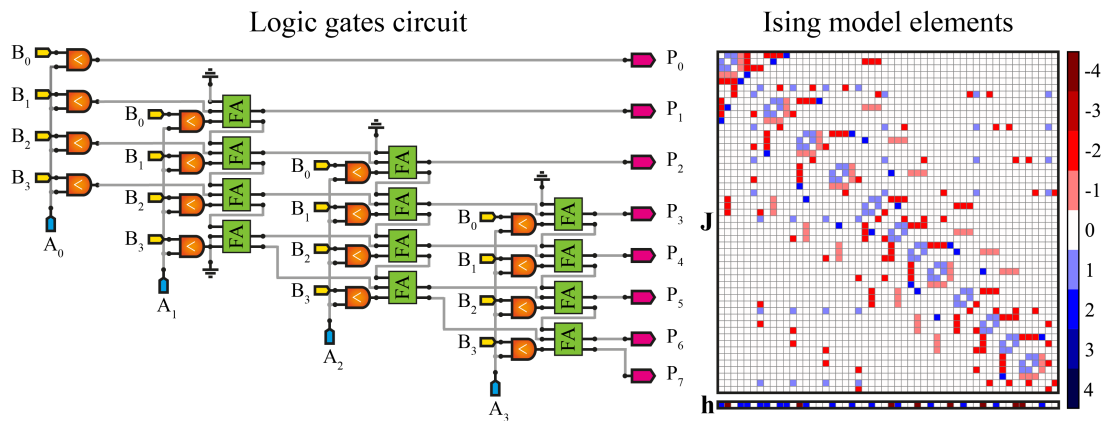 Logic gates circuit
B₀
B₁
B₂
B₃
A₀
B₀
B₁
B₂
B₃
A₁
FA
FA
FA
FA
B₀
B₁
B₂
B₃
A₂
FA
FA
FA
FA
B₀
B₁
B₂
B₃
A₃
FA
FA
FA
FA
P₀
P₁
P₂
P₃
P₄
P₅
P₆
P₇
Ising model elements
J
h
-4
-3
-2
-1
0
1
2
3
4